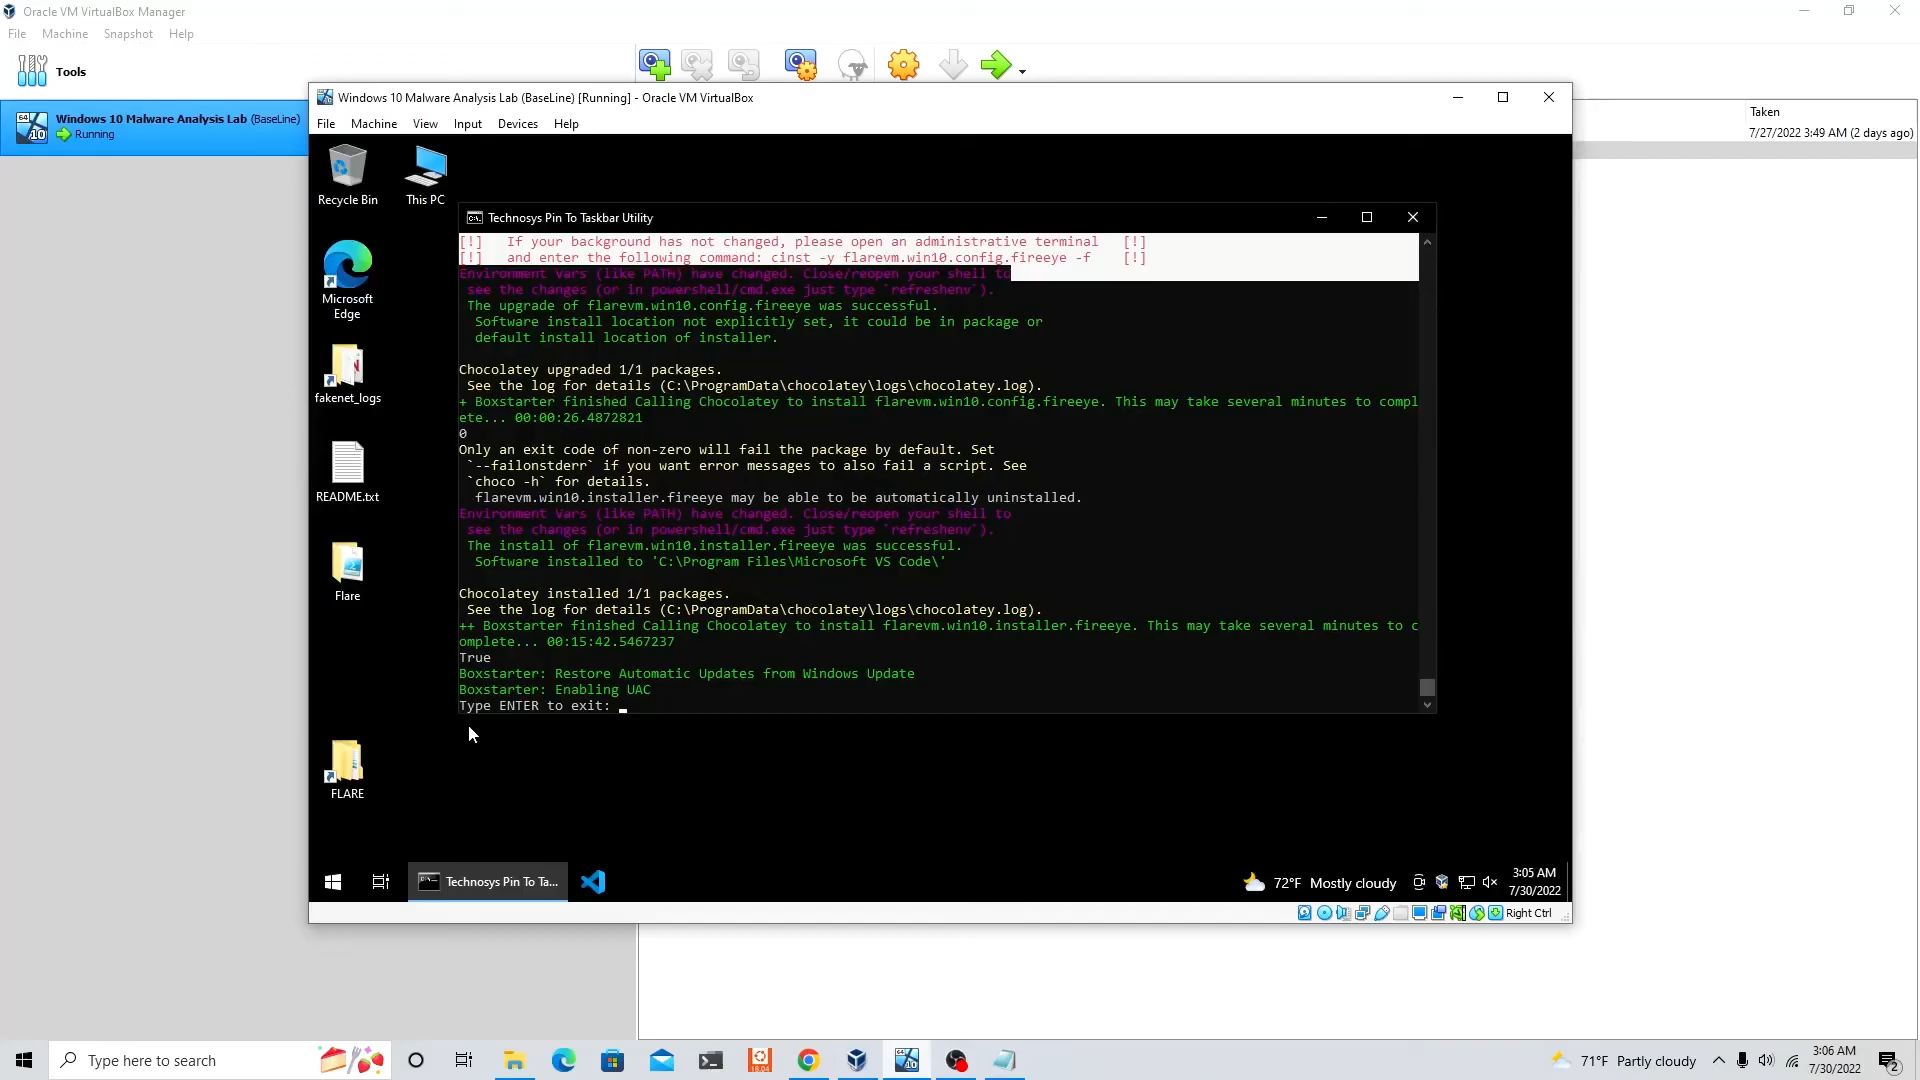 Oracle VM VirtualBox Manager
File Machine Snapshot Help
Tools
Windows 10 Malware Analysis Lab (BaseLine)
Running
Taken
7/27/2022 3:49 AM (2 days ago)
Windows 10 Malware Analysis Lab (BaseLine) [Running] - Oracle VM VirtualBox
File Machine View Input Devices Help
Recycle Bin
This PC
Microsoft
Edge
fakenet_logs
README.txt
Flare
FLARE
Technosys Pin To Taskbar Utility
[!]   If your background has not changed, please open an administrative terminal   [!]
[!]   and enter the following command: cinst -y flarevm.win10.config.fireeye -f    [!]
Environment Vars (like PATH) have changed. Close/reopen your shell to
see the changes (or in powershell/cmd.exe just type `refreshenv`).
The upgrade of flarevm.win10.config.fireeye was successful.
Software install location not explicitly set, it could be in package or
default install location of installer.
Chocolatey upgraded 1/1 packages.
See the log for details (C:\ProgramData\chocolatey\logs\chocolatey.log).
+ Boxstarter finished Calling Chocolatey to install flarevm.win10.config.fireeye. This may take several minutes to compl
ete... 00:00:26.4872821
0
Only an exit code of non-zero will fail the package by default. Set
`--failonstderr` if you want error messages to also fail a script. See
`choco -h` for details.
flarevm.win10.installer.fireeye may be able to be automatically uninstalled.
Environment Vars (like PATH) have changed. Close/reopen your shell to
see the changes (or in powershell/cmd.exe just type `refreshenv`).
The install of flarevm.win10.installer.fireeye was successful.
Software installed to 'C:\Program Files\Microsoft VS Code\'
Chocolatey installed 1/1 packages.
See the log for details (C:\ProgramData\chocolatey\logs\chocolatey.log).
++ Boxstarter finished Calling Chocolatey to install flarevm.win10.installer.fireeye. This may take several minutes to c
omplete... 00:15:42.5467237
True
Boxstarter: Restore Automatic Updates from Windows Update
Boxstarter: Enabling UAC
Type ENTER to exit:
Technosys Pin To Ta...
72°F Mostly cloudy
3:05 AM
7/30/2022
Right Ctrl
Type here to search
18.04
71°F Partly cloudy
3:06 AM
7/30/2022
2